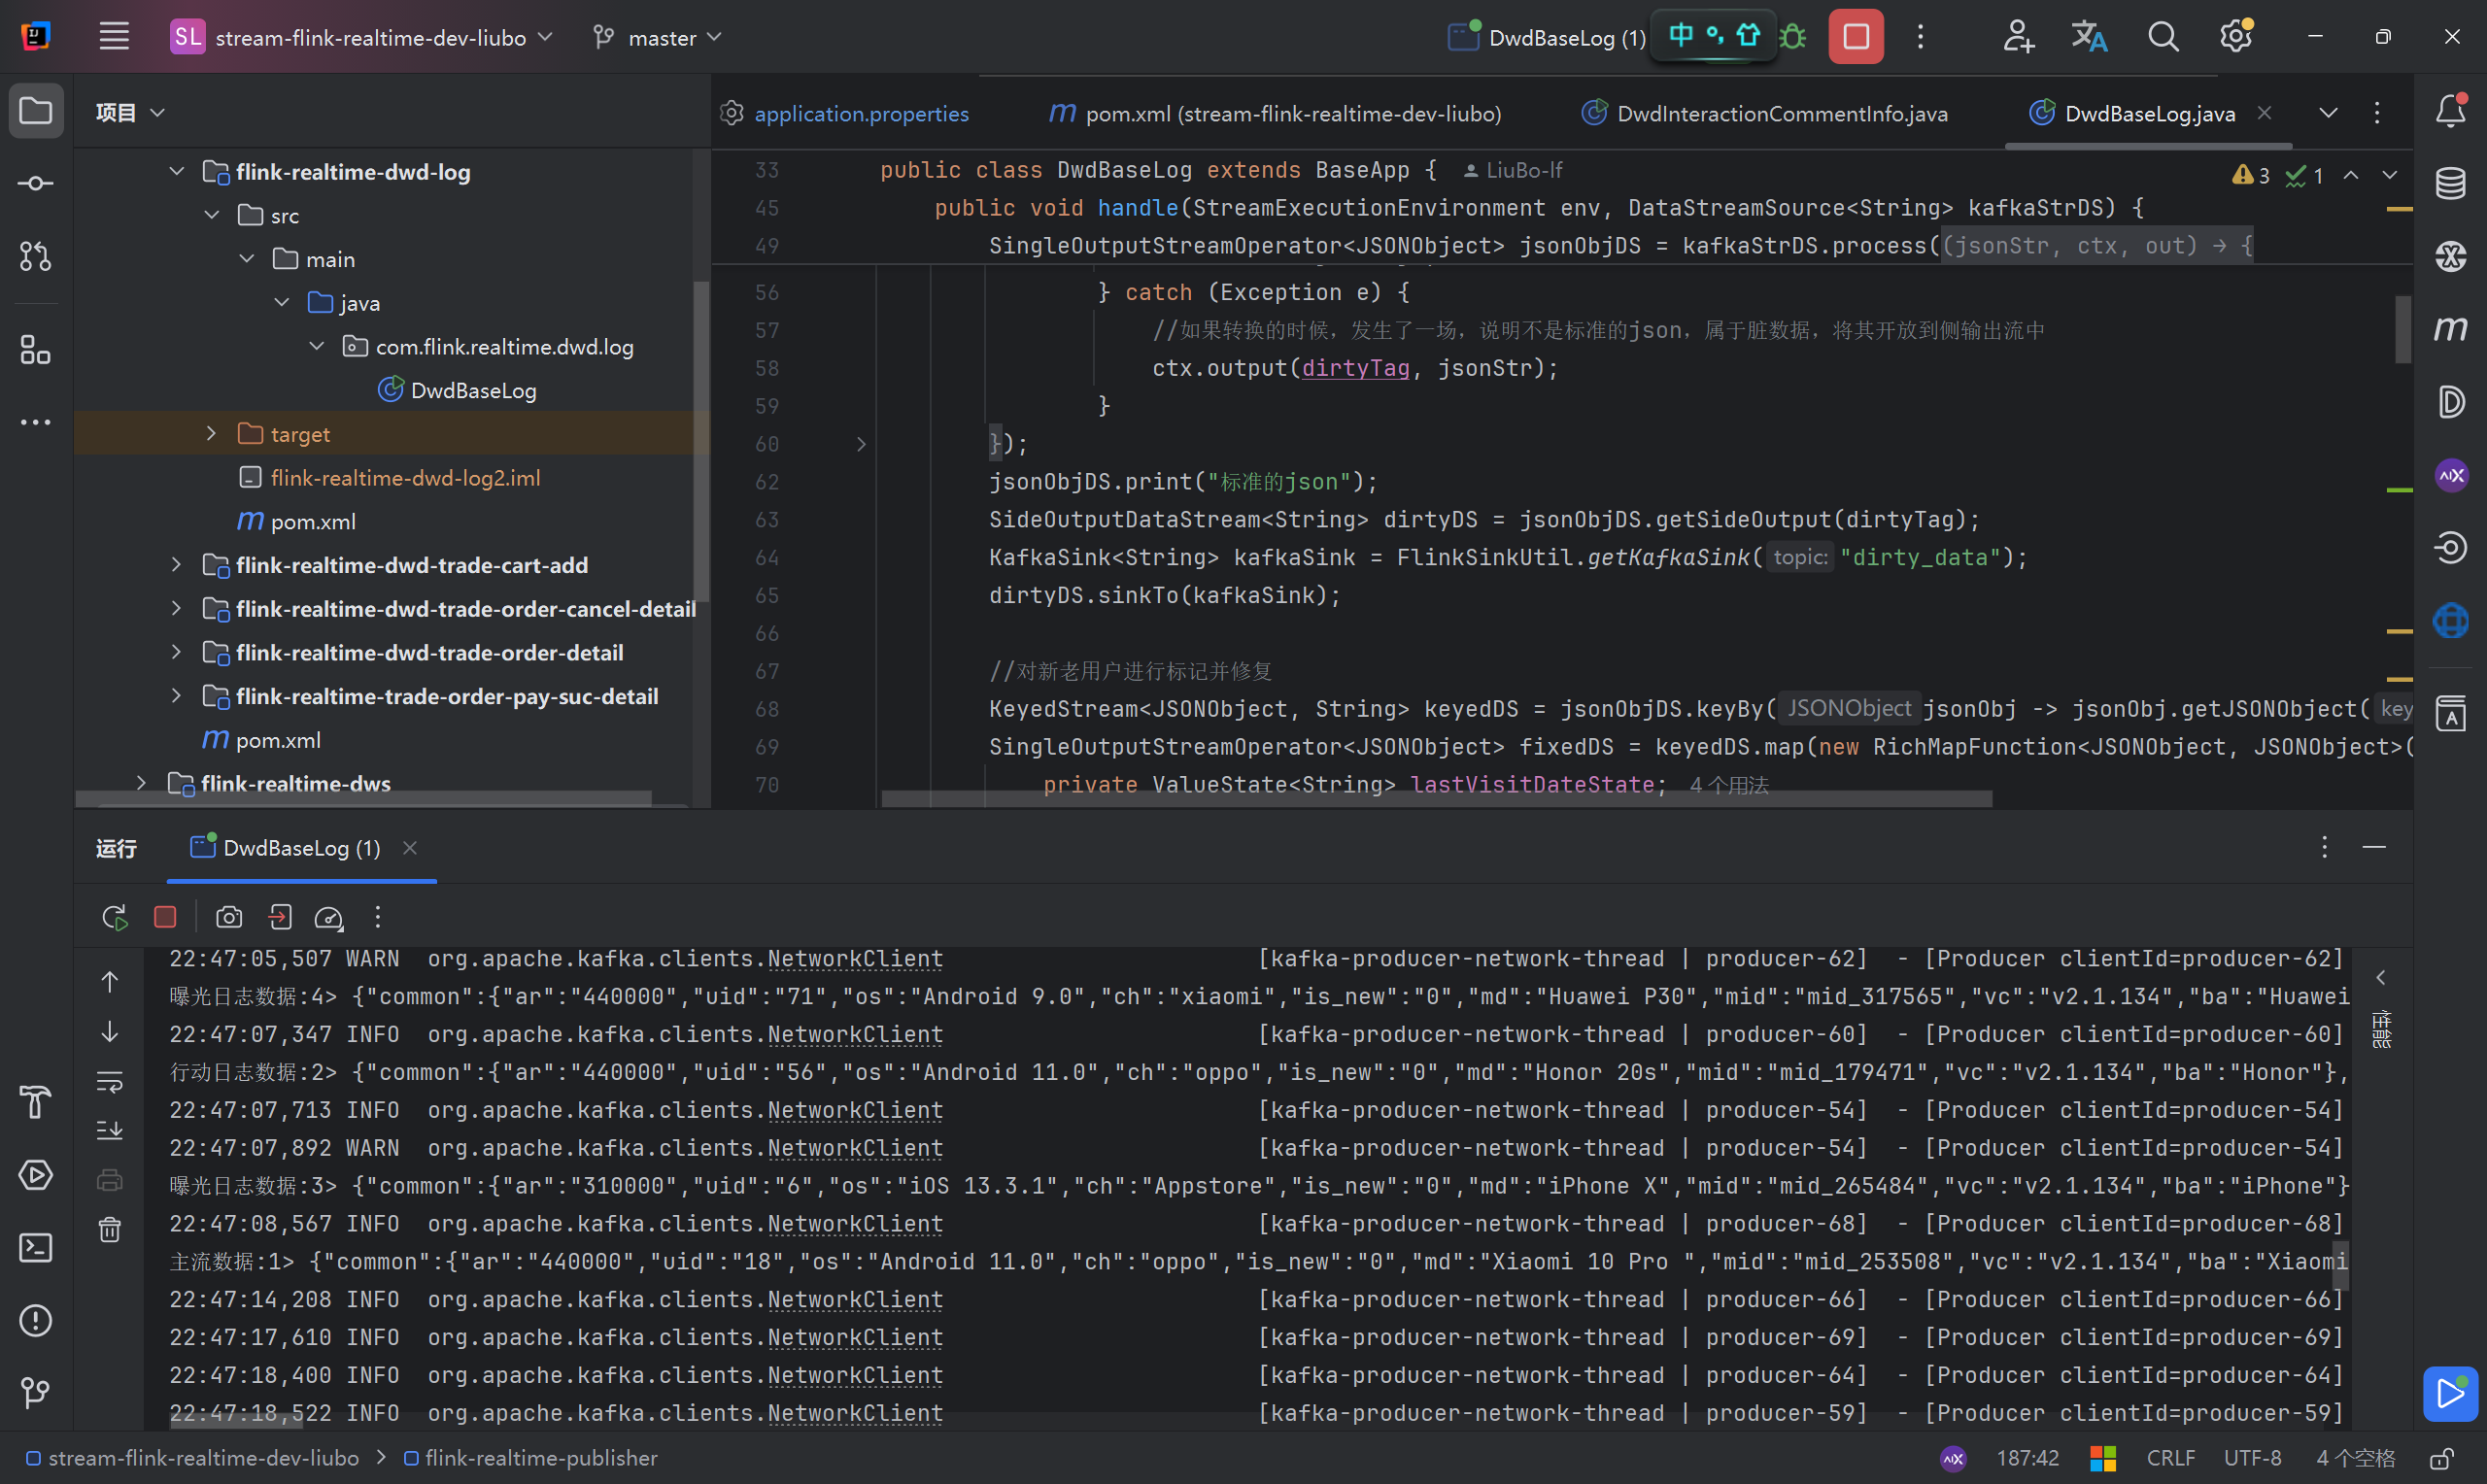 SL stream-flink-realtime-dev-liubo master DwdBaseLog (1) 中
项目
application.properties pom.xml (stream-flink-realtime-dev-liubo) DwdInteractionCommentInfo.java DwdBaseLog.java
flink-realtime-dwd-log
src
main
java
com.flink.realtime.dwd.log
DwdBaseLog
target
flink-realtime-dwd-log2.iml
pom.xml
flink-realtime-dwd-trade-cart-add
flink-realtime-dwd-trade-order-cancel-detail
flink-realtime-dwd-trade-order-detail
flink-realtime-trade-order-pay-suc-detail
pom.xml
flink-realtime-dws
33 public class DwdBaseLog extends BaseApp { LiuBo-lf
3 1
45 public void handle(StreamExecutionEnvironment env, DataStreamSource<String> kafkaStrDS) {
49 SingleOutputStreamOperator<JSONObject> jsonObjDS = kafkaStrDS.process((jsonStr, ctx, out) → {
56 } catch (Exception e) {
57 //如果转换的时候，发生了一场，说明不是标准的json，属于脏数据，将其开放到侧输出流中
58 ctx.output(dirtyTag, jsonStr);
59 }
60 });
62 jsonObjDS.print("标准的json");
63 SideOutputDataStream<String> dirtyDS = jsonObjDS.getSideOutput(dirtyTag);
64 KafkaSink<String> kafkaSink = FlinkSinkUtil.getKafkaSink( topic: "dirty_data");
65 dirtyDS.sinkTo(kafkaSink);
66
67 //对新老用户进行标记并修复
68 KeyedStream<JSONObject, String> keyedDS = jsonObjDS.keyBy( JSONObject jsonObj -> jsonObj.getJSONObject( key
69 SingleOutputStreamOperator<JSONObject> fixedDS = keyedDS.map(new RichMapFunction<JSONObject, JSONObject>(
70 private ValueState<String> lastVisitDateState; 4 个用法
运行 DwdBaseLog (1)
22:47:05,507 WARN org.apache.kafka.clients.NetworkClient [kafka-producer-network-thread | producer-62] - [Producer clientId=producer-62]
曝光日志数据:4> {"common":{"ar":"440000","uid":"71","os":"Android 9.0","ch":"xiaomi","is_new":"0","md":"Huawei P30","mid":"mid_317565","vc":"v2.1.134","ba":"Huawei
22:47:07,347 INFO org.apache.kafka.clients.NetworkClient [kafka-producer-network-thread | producer-60] - [Producer clientId=producer-60]
行动日志数据:2> {"common":{"ar":"440000","uid":"56","os":"Android 11.0","ch":"oppo","is_new":"0","md":"Honor 20s","mid":"mid_179471","vc":"v2.1.134","ba":"Honor"},
22:47:07,713 INFO org.apache.kafka.clients.NetworkClient [kafka-producer-network-thread | producer-54] - [Producer clientId=producer-54]
22:47:07,892 WARN org.apache.kafka.clients.NetworkClient [kafka-producer-network-thread | producer-54] - [Producer clientId=producer-54]
曝光日志数据:3> {"common":{"ar":"310000","uid":"6","os":"iOS 13.3.1","ch":"Appstore","is_new":"0","md":"iPhone X","mid":"mid_265484","vc":"v2.1.134","ba":"iPhone"}
22:47:08,567 INFO org.apache.kafka.clients.NetworkClient [kafka-producer-network-thread | producer-68] - [Producer clientId=producer-68]
主流数据:1> {"common":{"ar":"440000","uid":"18","os":"Android 11.0","ch":"oppo","is_new":"0","md":"Xiaomi 10 Pro ","mid":"mid_253508","vc":"v2.1.134","ba":"Xiaomi
22:47:14,208 INFO org.apache.kafka.clients.NetworkClient [kafka-producer-network-thread | producer-66] - [Producer clientId=producer-66]
22:47:17,610 INFO org.apache.kafka.clients.NetworkClient [kafka-producer-network-thread | producer-69] - [Producer clientId=producer-69]
22:47:18,400 INFO org.apache.kafka.clients.NetworkClient [kafka-producer-network-thread | producer-64] - [Producer clientId=producer-64]
22:47:18,522 INFO org.apache.kafka.clients.NetworkClient [kafka-producer-network-thread | producer-59] - [Producer clientId=producer-59]
性能
stream-flink-realtime-dev-liubo > flink-realtime-publisher 187:42 CRLF UTF-8 4 个空格